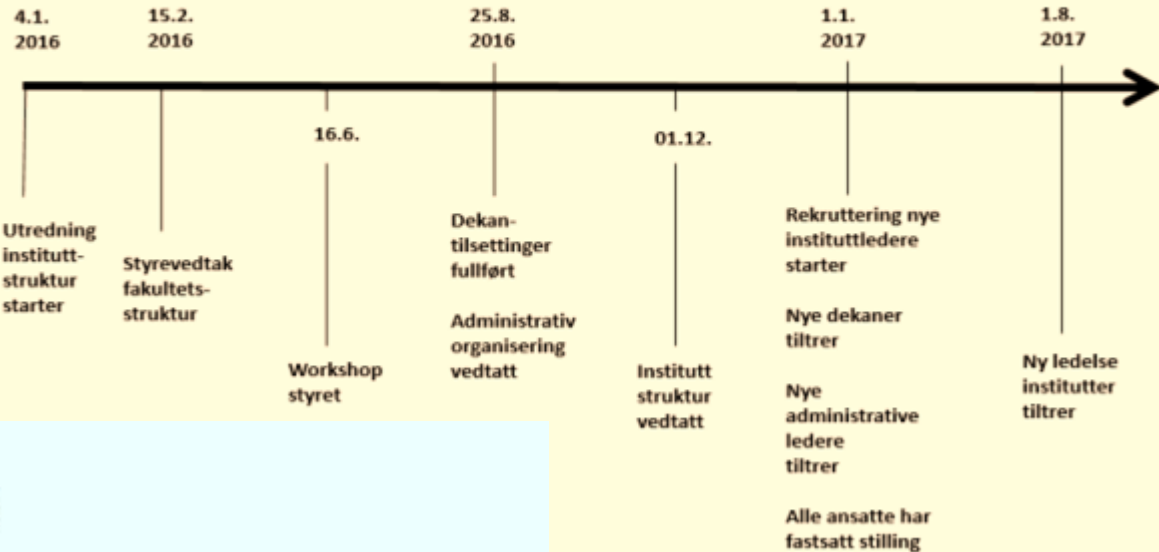 4.1.
2016
15.2.
2016
25.8.
2016
1.1.
2017
1.8.
2017
16.6.
01.12.
Utredning
institutt-
struktur
starter
Styrevedtak
fakultets-
struktur
Workshop
styret
Dekan-
tilsettinger
fullført
Administrativ
organisering
vedtatt
Institutt
struktur
vedtatt
Rekruttering nye
instituttledere
starter
Nye dekaner
tiltrer
Nye
administrative
ledere
tiltrer
Alle ansatte har
fastsatt stilling
Ny ledelse
institutter
tiltrer